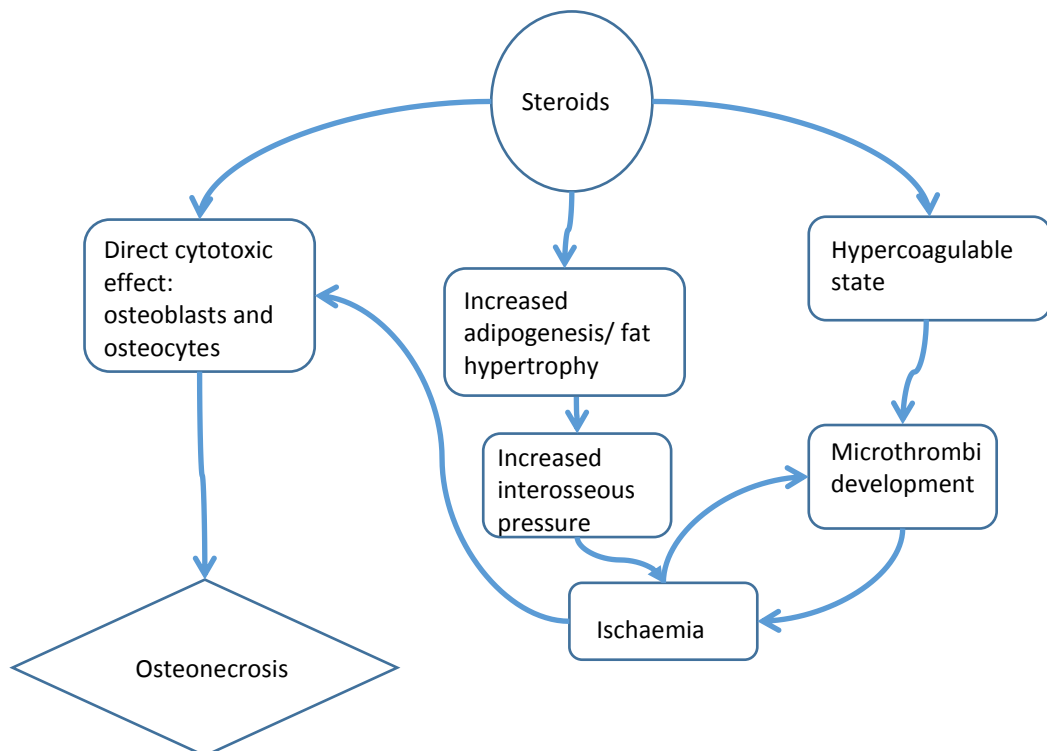 Steroids
Direct cytotoxic
effect:
osteoblasts and
osteocytes
Increased
adipogenesis/ fat
hypertrophy
Hypercoagulable
state
Increased
interosseous
pressure
Microthrombi
development
Ischaemia
Osteonecrosis